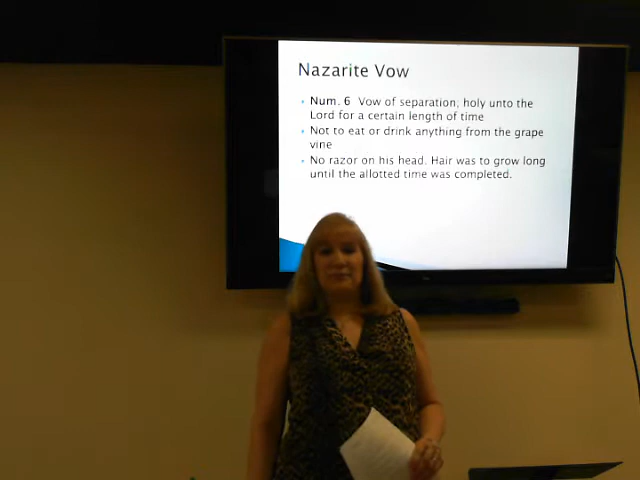 Nazarite Vow
Num. 6 Vow of separation; holy unto the
Lord for a certain length of time
Not to eat or drink anything from the grape
vine
No razor on his head. Hair was to grow long
until the allotted time was completed.